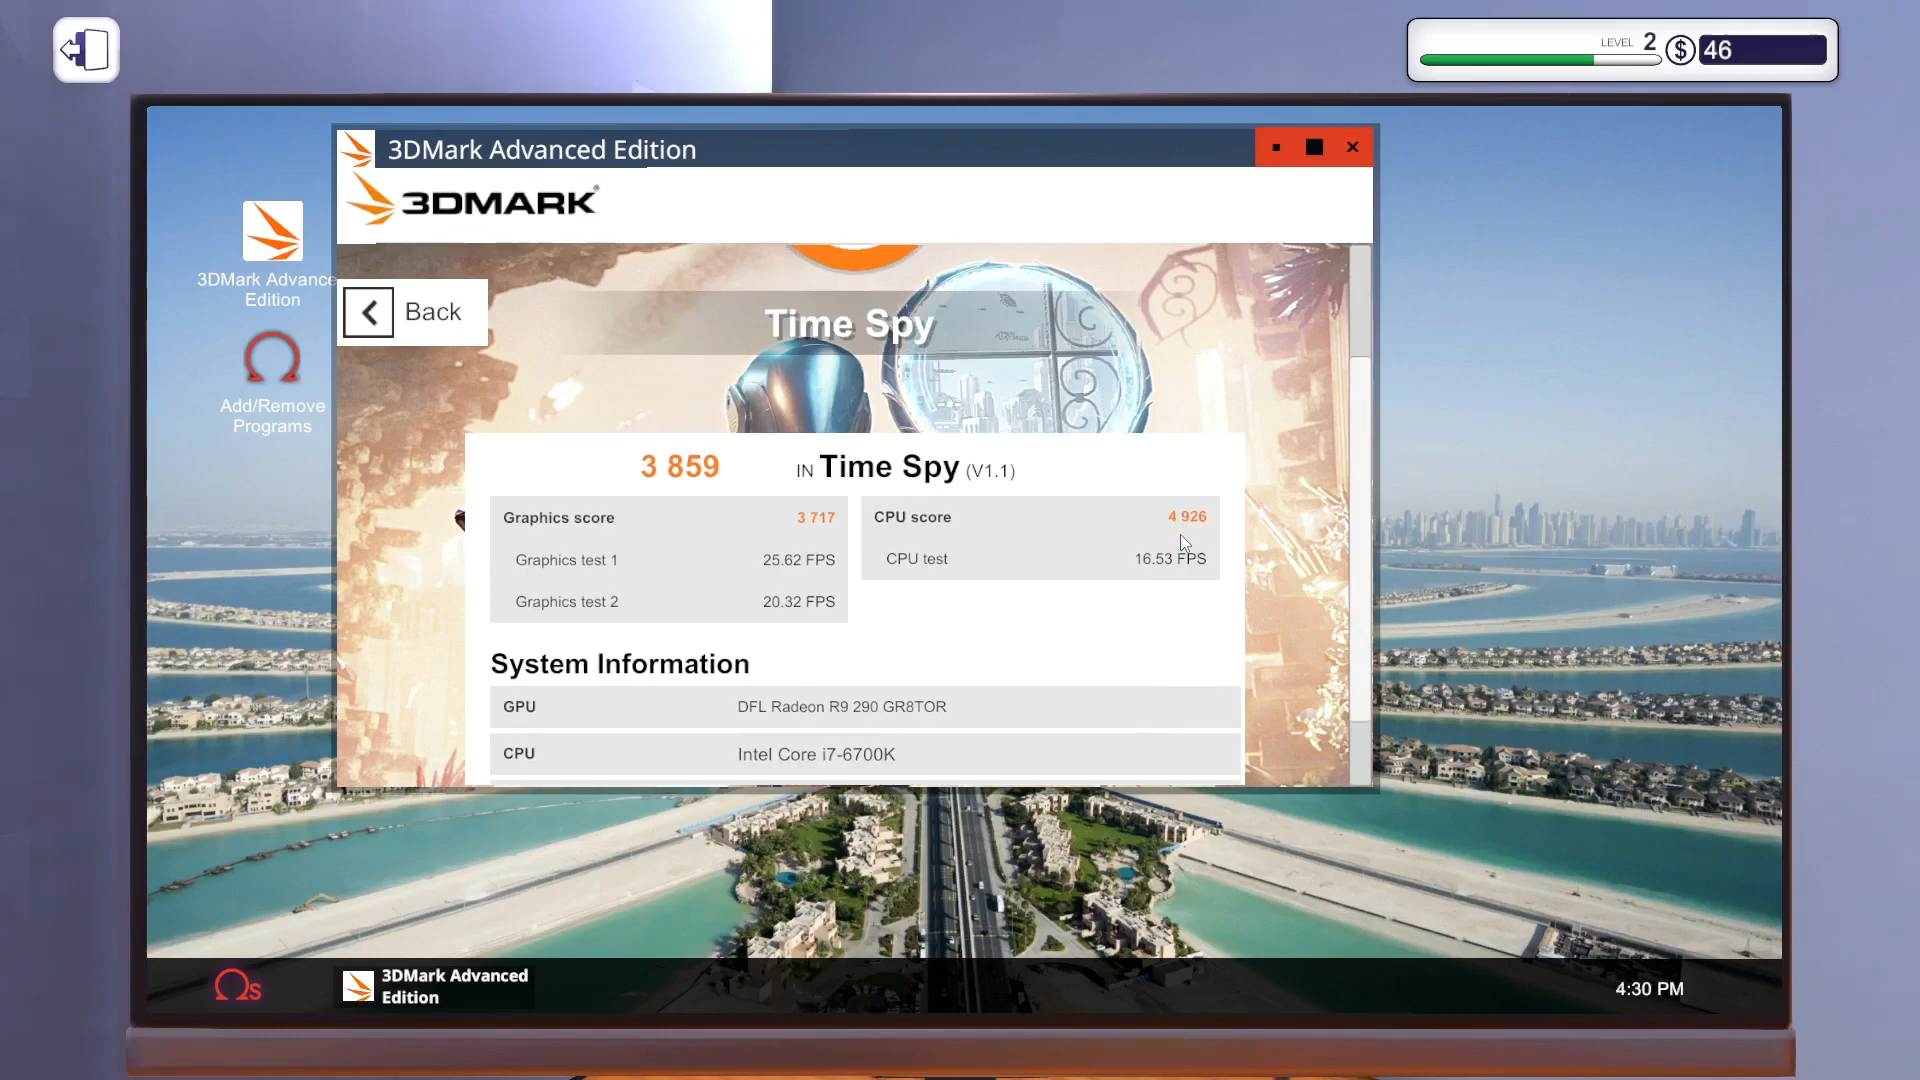 LEVEL 2 $ 46
3DMark Advanced Edition
3DMARK®
3DMark Advance
Edition
Back
Time Spy
Add/Remove
Programs
3 859 IN Time Spy (V1.1)
Graphics score 3 717
Graphics test 1 25.62 FPS
Graphics test 2 20.32 FPS
CPU score 4 926
CPU test 16.53 FPS
System Information
GPU DFL Radeon R9 290 GR8TOR
CPU Intel Core i7-6700K
Ωs
3DMark Advanced
Edition
4:30 PM